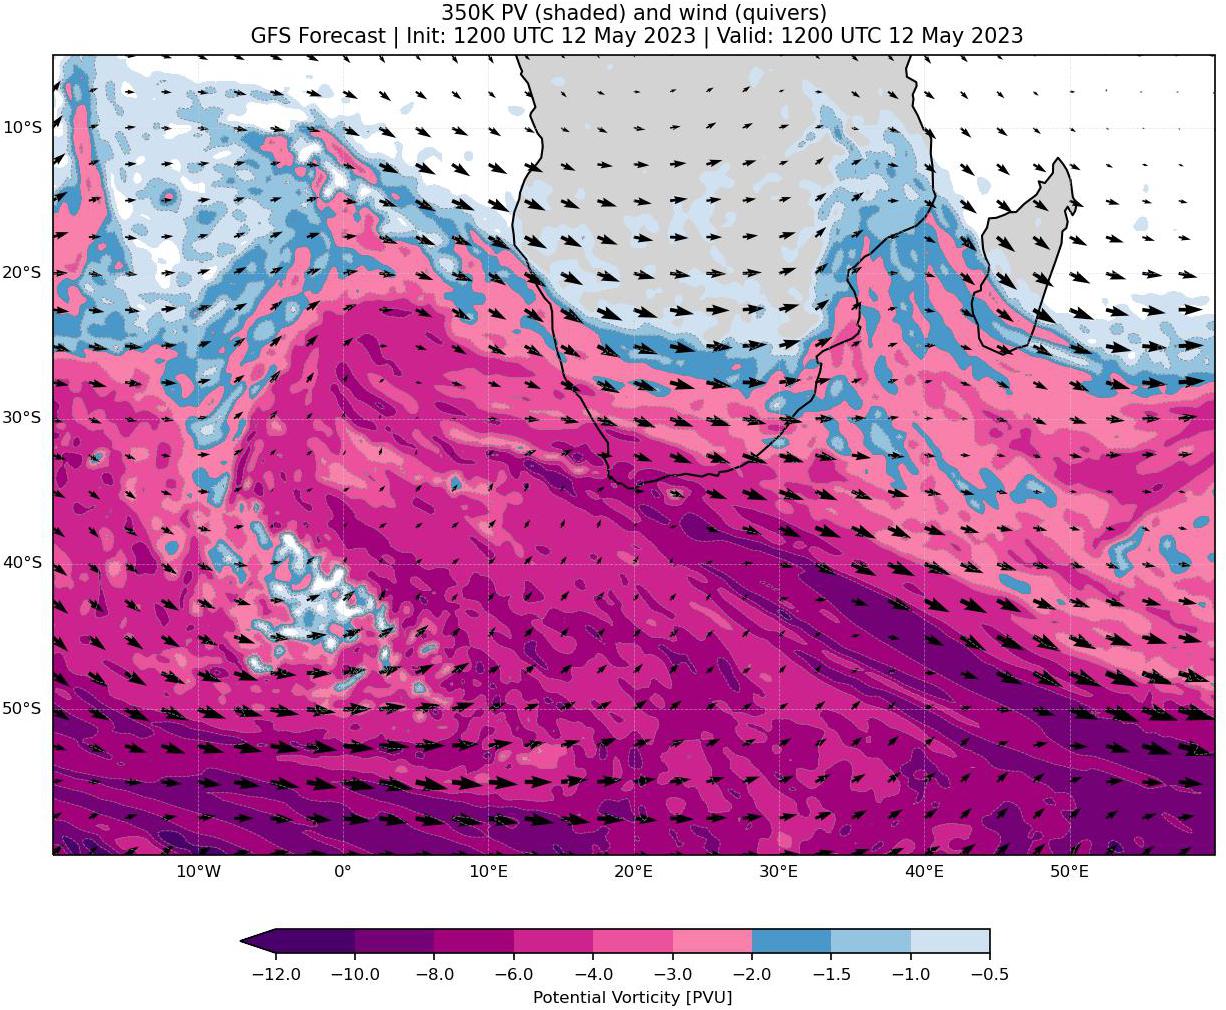 350K PV (shaded) and wind (quivers)
GFS Forecast | Init: 1200 UTC 12 May 2023 | Valid: 1200 UTC 12 May 2023
10°S
20°S
30°S
40°S
50°S
10°W 0° 10°E 20°E 30°E 40°E 50°E
−12.0 −10.0 −8.0 −6.0 −4.0 −3.0 −2.0 −1.5 −1.0 −0.5
Potential Vorticity [PVU]